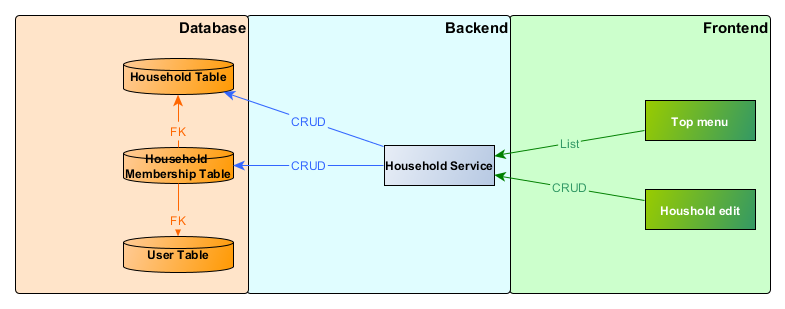 Database
Backend
Frontend
Household Table
FK
Household
Membership Table
FK
User Table
CRUD
CRUD
Household Service
List
CRUD
Top menu
Houshold edit